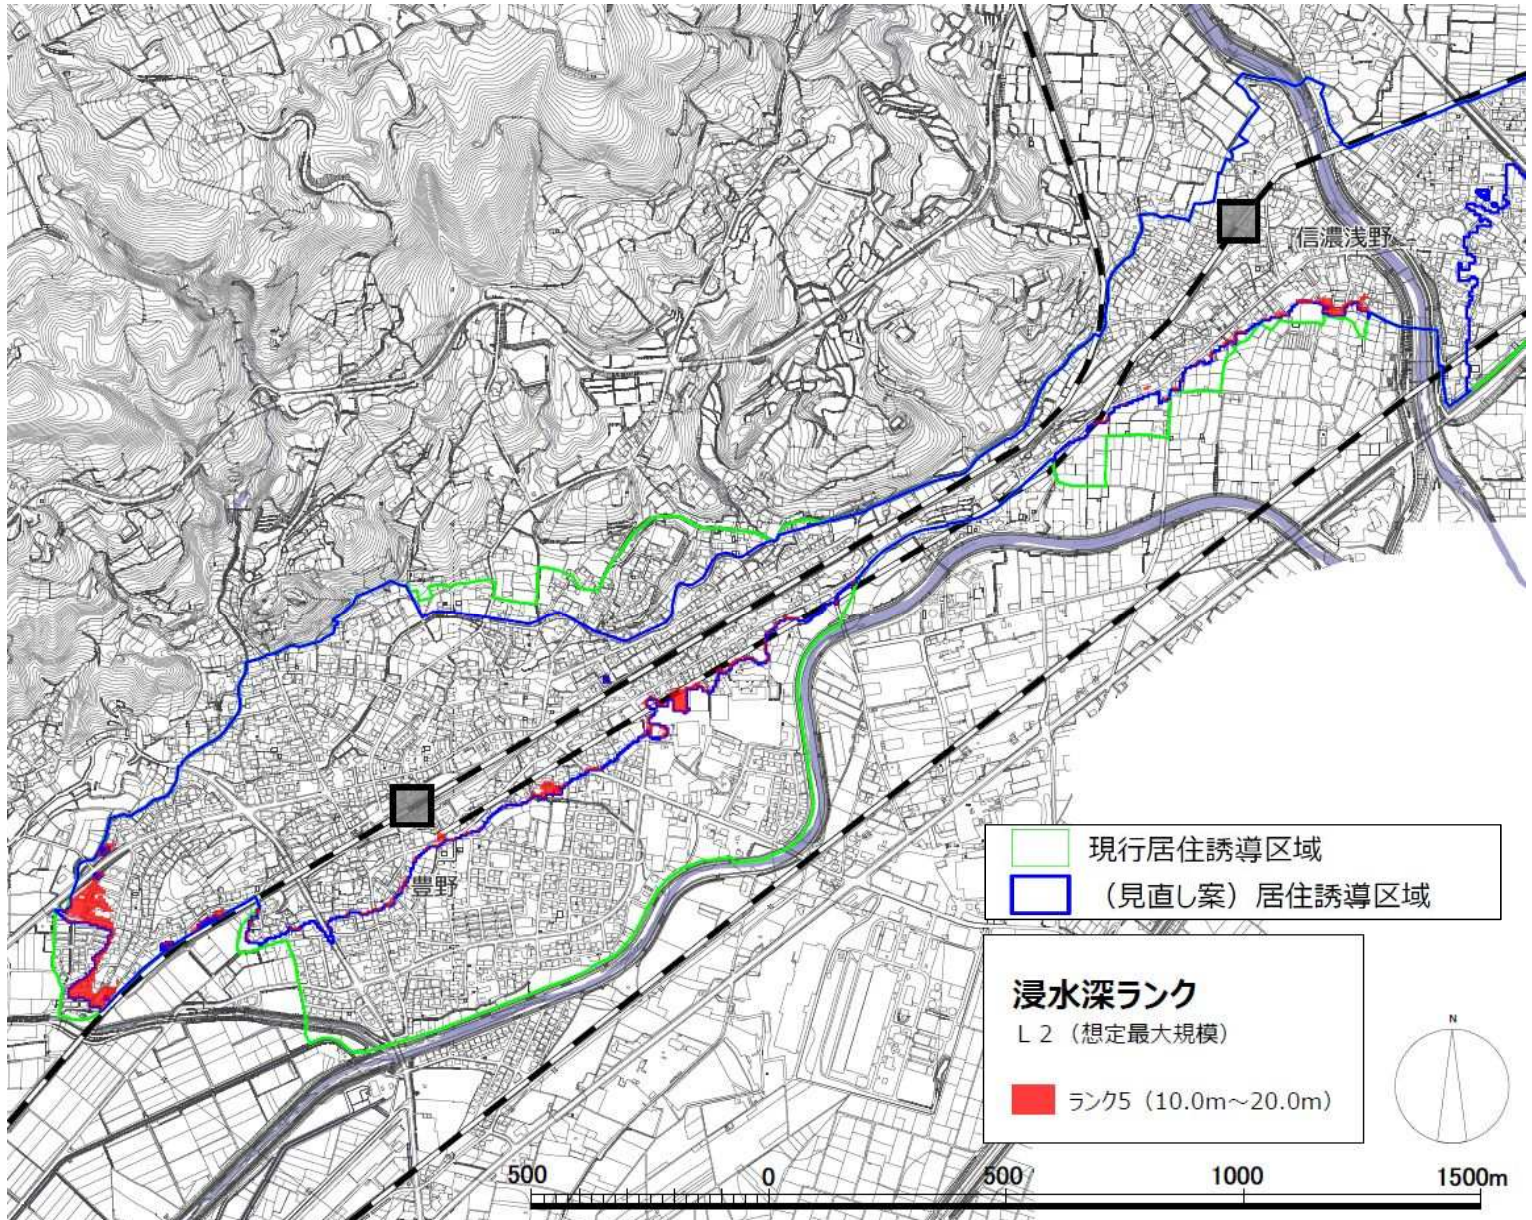 信濃浅野
豊野
現行居住誘導区域
（見直し案）居住誘導区域
浸水深ランク
Ｌ２（想定最大規模）
ランク5（10.0m～20.0m）
N
500 0 500 1000 1500m